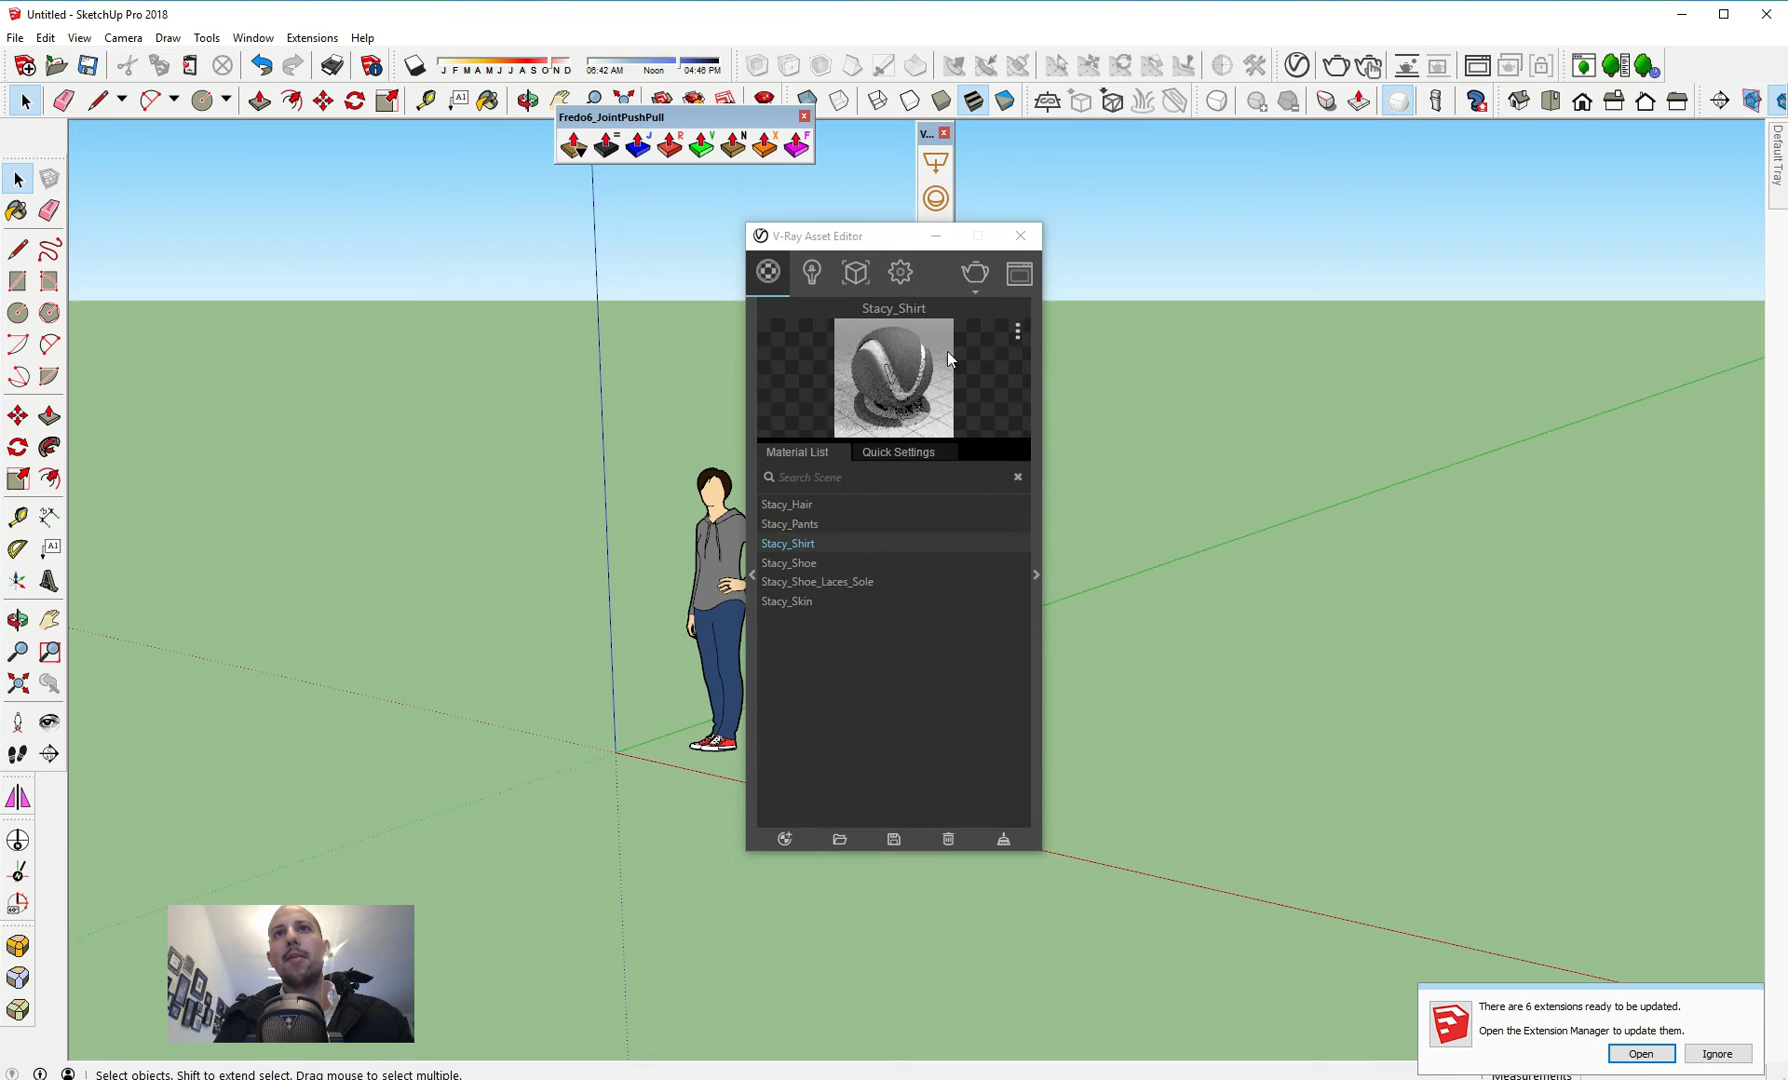 Untitled - SketchUp Pro 2018
File Edit View Camera Draw Tools Window Extensions Help
J F M A M J J A S O N D
06:42 AM Noon 04:46 PM
Fredo6_JointPushPull
= J R V N X F
V...
Default Tray
V-Ray Asset Editor
Stacy_Shirt
Material List Quick Settings
Search Scene
Stacy_Hair
Stacy_Pants
Stacy_Shirt
Stacy_Shoe
Stacy_Shoe_Laces_Sole
Stacy_Skin
There are 6 extensions ready to be updated.
Open the Extension Manager to update them.
Open Ignore
Select objects. Shift to extend select. Drag mouse to select multiple.
Measurements